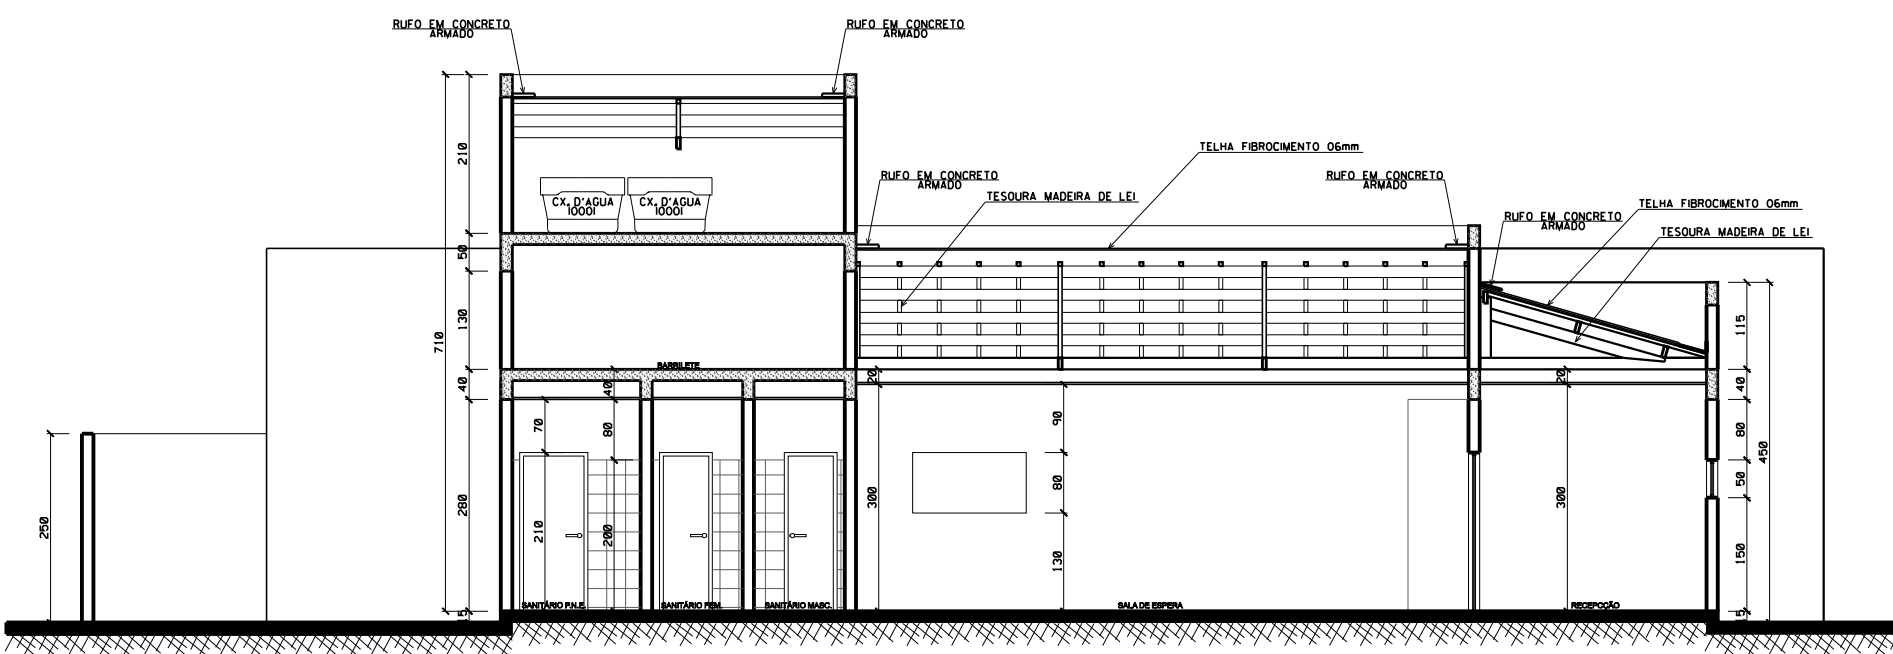 RUFO EM CONCRETO
ARMADO
RUFO EM CONCRETO
ARMADO
TELHA FIBROCIMENTO 06mm
RUFO EM CONCRETO
ARMADO
RUFO EM CONCRETO
ARMADO
TESOURA MADEIRA DE LEI
TELHA FIBROCIMENTO 06mm
RUFO EM CONCRETO
ARMADO
TESOURA MADEIRA DE LEI
CX. D'AGUA
1000l
CX. D'AGUA
1000l
210
50
130
710
40
280
15
250
BARRILETE
40
70
80
210
200
20
300
90
80
130
20
300
115
40
80
450
50
150
15
SANITÁRIO P.N.E.
SANITÁRIO FEM.
SANITÁRIO MASC.
SALA DE ESPERA
RECEPCÇÃO